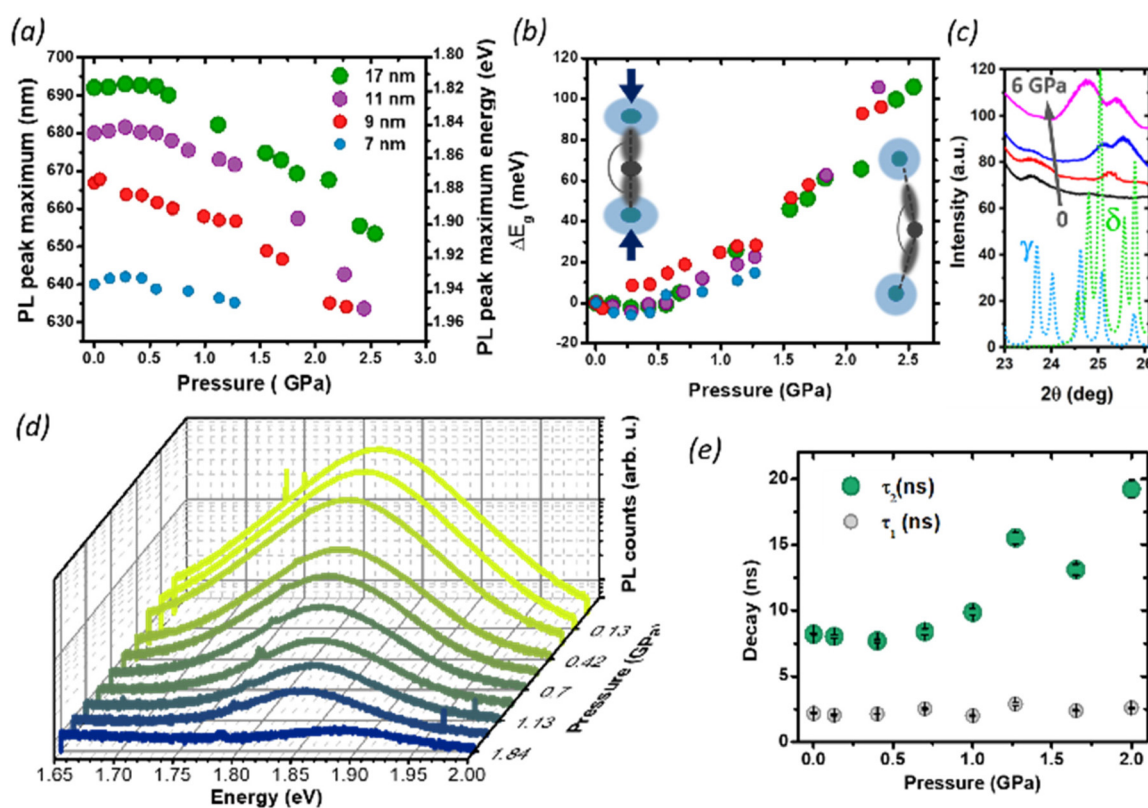 (a)
PL peak maximum (nm)
700
690
680
670
660
650
640
630
17 nm
11 nm
9 nm
7 nm
1.80
1.82
1.84
1.86
1.88
1.90
1.92
1.94
1.96
PL peak maximum energy (eV)
0.0 0.5 1.0 1.5 2.0 2.5 3.0
Pressure ( GPa)
(b)
ΔEg (meV)
120
100
80
60
40
20
0
-20
0.0 0.5 1.0 1.5 2.0 2.5
Pressure (GPa)
(c)
Intensity (a.u.)
120
100
80
60
40
20
0
6 GPa
0
δ
γ
23 24 25 26
2θ (deg)
(d)
PL counts (arb. u.)
0.13
0.42
0.7
1.13
1.84
Pressure (GPa)
1.65 1.70 1.75 1.80 1.85 1.90 1.95 2.00
Energy (eV)
(e)
Decay (ns)
20
15
10
5
0
τ2(ns)
τ1 (ns)
0.0 0.5 1.0 1.5 2.0
Pressure (GPa)